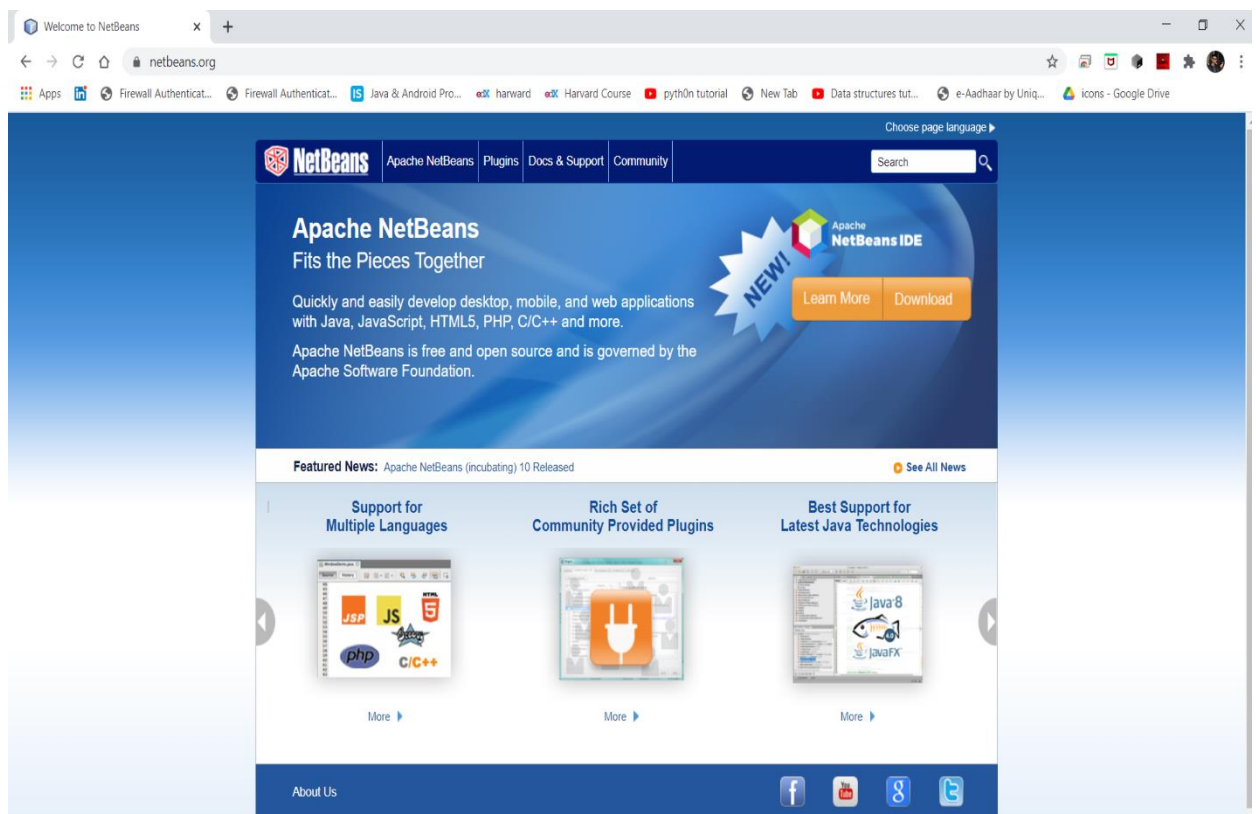 Welcome to NetBeans
netbeans.org
Apps
Firewall Authenticat...
Firewall Authenticat...
Java & Android Pro...
harward
Harvard Course
pyth0n tutorial
New Tab
Data structures tut...
e-Aadhaar by Uniq...
icons - Google Drive
Choose page language
NetBeans
Apache NetBeans
Plugins
Docs & Support
Community
Search
Apache NetBeans
Fits the Pieces Together
Quickly and easily develop desktop, mobile, and web applications
with Java, JavaScript, HTML5, PHP, C/C++ and more.
Apache NetBeans is free and open source and is governed by the
Apache Software Foundation.
NEW!
Apache
NetBeans IDE
Learn More
Download
Featured News: Apache NetBeans (incubating) 10 Released
See All News
Support for
Multiple Languages
Rich Set of
Community Provided Plugins
Best Support for
Latest Java Technologies
HTML
5
JSP
JS
php
C/C++
Java 8
4.0
JavaFX
More
More
More
About Us